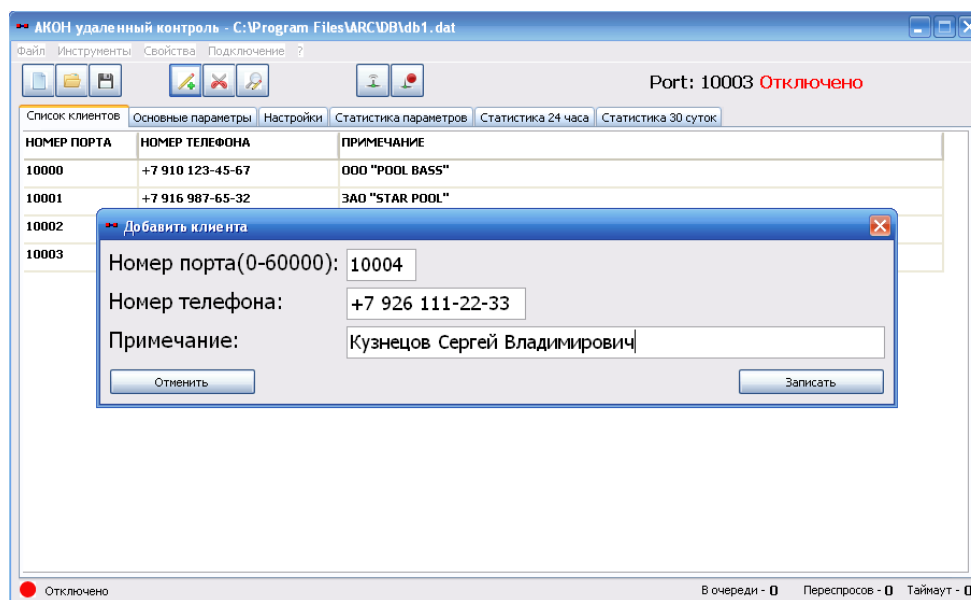 АКОН удаленный контроль - C:\Program Files\ARC\DB\db1.dat
Файл Инструменты Свойства Подключение ?
Port: 10003 Отключено
Список клиентов Основные параметры Настройки Статистика параметров Статистика 24 часа Статистика 30 суток
НОМЕР ПОРТА НОМЕР ТЕЛЕФОНА ПРИМЕЧАНИЕ
10000 +7 910 123-45-67 ООО "POOL BASS"
10001 +7 916 987-65-32 ЗАО "STAR POOL"
10002
10003
Добавить клиента
Номер порта(0-60000): 10004
Номер телефона: +7 926 111-22-33
Примечание: Кузнецов Сергей Владимирович
Отменить Записать
Отключено В очереди - 0 Переспросов - 0 Таймаут - 0